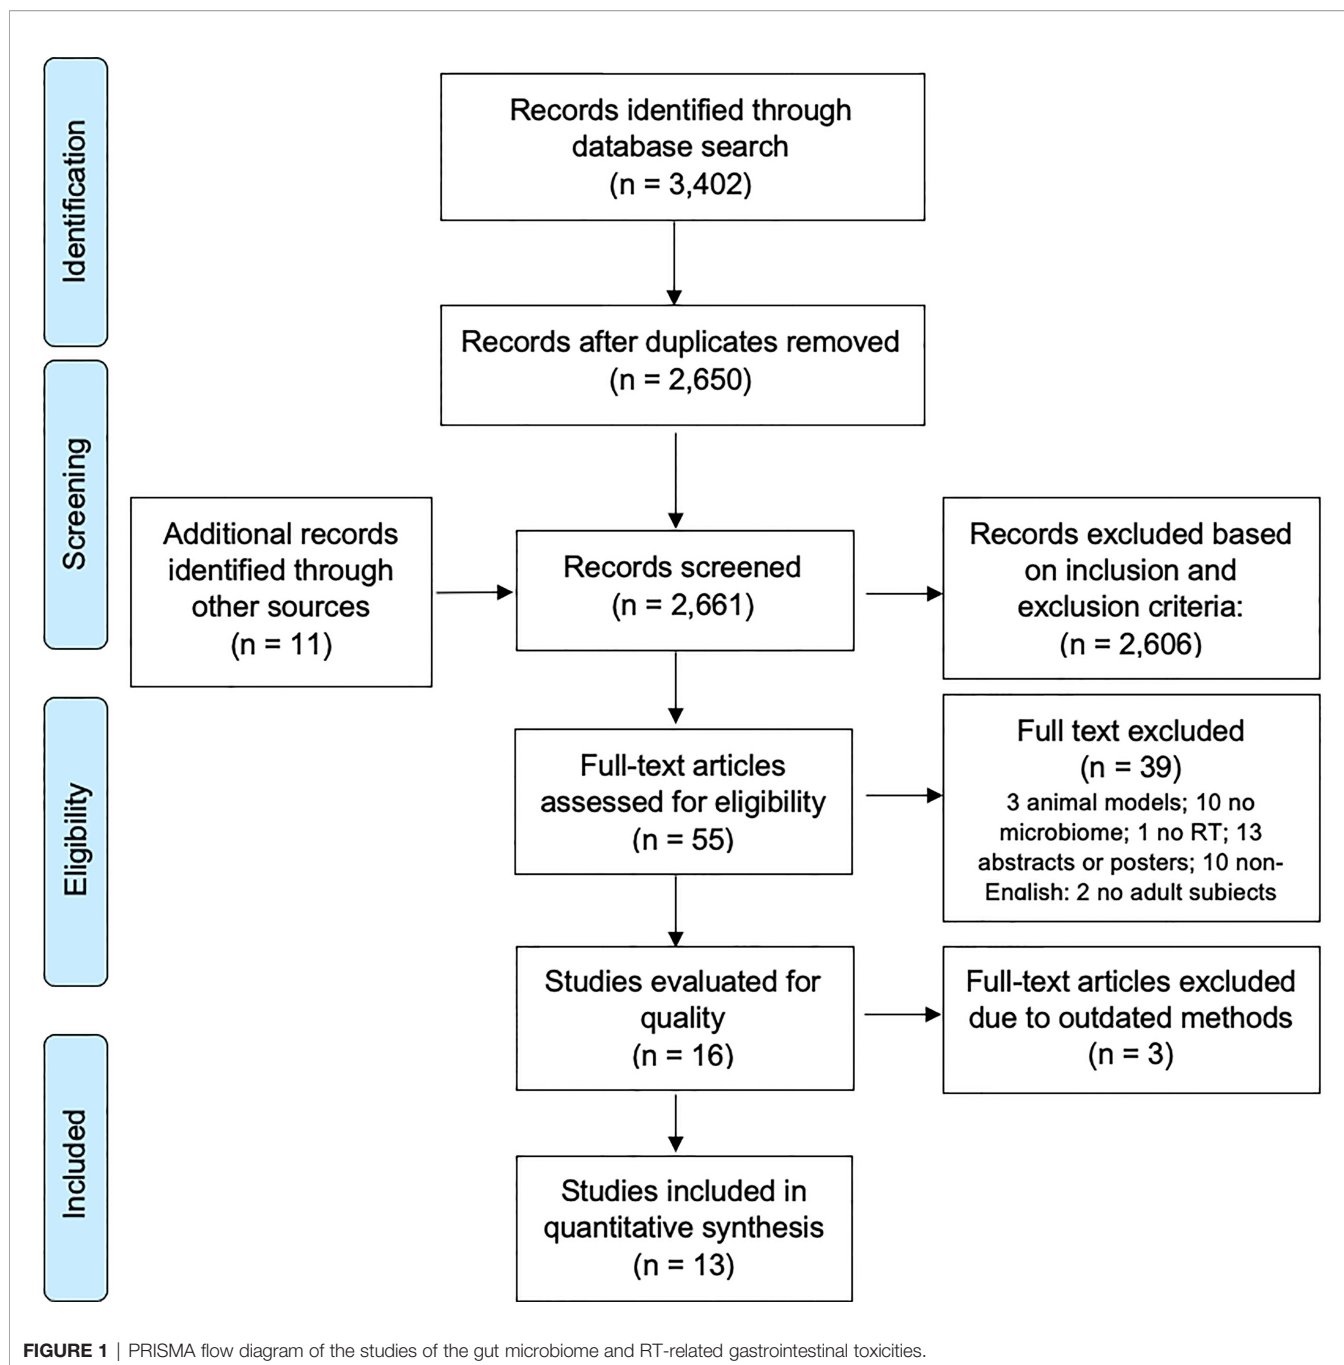 Identification
Records identified through
database search
(n = 3,402)
Records after duplicates removed
(n = 2,650)
Screening
Additional records
identified through
other sources
(n = 11)
Records screened
(n = 2,661)
Records excluded based
on inclusion and
exclusion criteria:
(n = 2,606)
Eligibility
Full-text articles
assessed for eligibility
(n = 55)
Full text excluded
(n = 39)
3 animal models; 10 no
microbiome; 1 no RT; 13
abstracts or posters; 10 non-
English; 2 no adult subjects
Studies evaluated for
quality
(n = 16)
Full-text articles excluded
due to outdated methods
(n = 3)
Included
Studies included in
quantitative synthesis
(n = 13)
FIGURE 1 | PRISMA flow diagram of the studies of the gut microbiome and RT-related gastrointestinal toxicities.